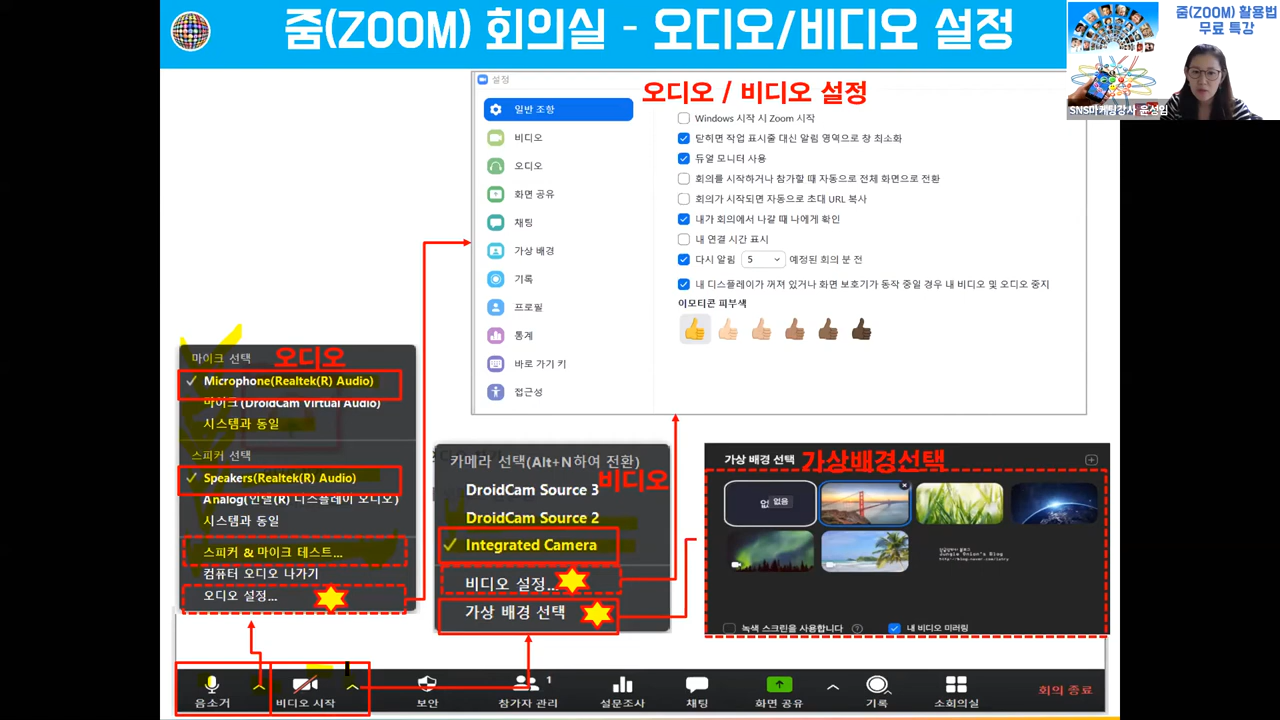 줌(ZOOM) 회의실 - 오디오/비디오 설정
줌(ZOOM) 활용법
무료 특강
SNS마케팅강사 윤성임
설정
오디오 / 비디오 설정
일반 조항
비디오
오디오
화면 공유
채팅
가상 배경
기록
프로필
통계
바로 가기 키
접근성
Windows 시작 시 Zoom 시작
닫히면 작업 표시줄 대신 알림 영역으로 창 최소화
듀얼 모니터 사용
회의를 시작하거나 참가할 때 자동으로 전체 화면으로 전환
회의가 시작되면 자동으로 초대 URL 복사
내가 회의에서 나갈 때 나에게 확인
내 연결 시간 표시
다시 알림 5 예정된 회의 분 전
내 디스플레이가 꺼져 있거나 화면 보호기가 동작 중일 경우 내 비디오 및 오디오 중지
이모티콘 피부색
마이크 선택
오디오
Microphone(Realtek(R) Audio)
마이크(DroidCam Virtual Audio)
시스템과 동일
스피커 선택
Speakers(Realtek(R) Audio)
Analog(인텔(R) 디스플레이 오디오)
시스템과 동일
스피커 & 마이크 테스트...
컴퓨터 오디오 나가기
오디오 설정...
카메라 선택(Alt+N하여 전환)
비디오
DroidCam Source 3
DroidCam Source 2
Integrated Camera
비디오 설정...
가상 배경 선택
가상 배경 선택
가상배경선택
없음
Jungle Union's Blog
녹색 스크린을 사용합니다
내 비디오 미러링
음소거
비디오 시작
보안
1
참가자 관리
설문조사
채팅
화면 공유
기록
소회의실
회의 종료